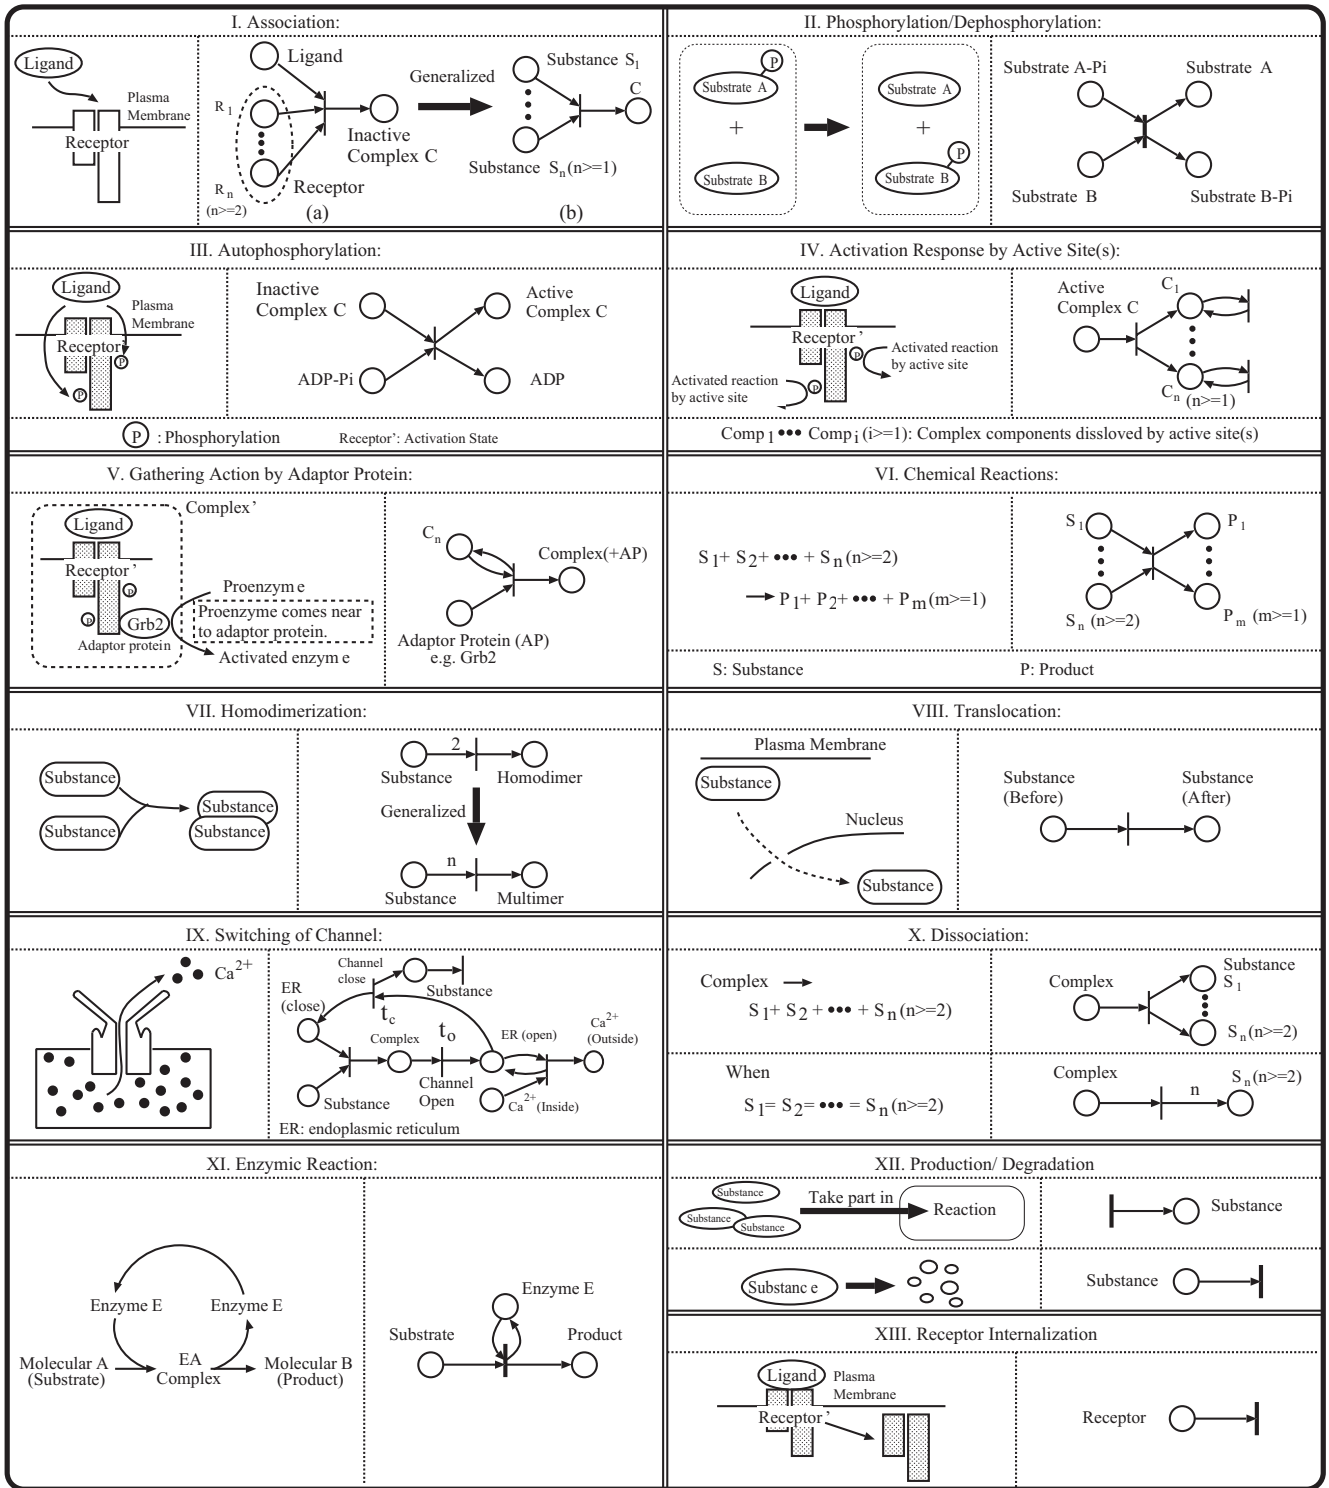 I. Association:
Ligand
Plasma
Membrane
Receptor
Ligand
R1
Rn
(n>=2)
Receptor
Inactive
Complex C
(a)
Generalized
Substance S1
C
Substance Sn(n>=1)
(b)
II. Phosphorylation/Dephosphorylation:
P
Substrate A
+
Substrate B
Substrate A
+
P
Substrate B
Substrate A-Pi
Substrate A
Substrate B
Substrate B-Pi
III. Autophosphorylation:
Ligand
Plasma
Membrane
Receptor'
P
P
Inactive
Complex C
Active
Complex C
ADP-Pi
ADP
P : Phosphorylation
Receptor': Activation State
IV. Activation Response by Active Site(s):
Ligand
Receptor'
P
Activated reaction
by active site
Activated reaction
by active site
P
Active
Complex C
C1
Cn (n>=1)
Comp1 ••• Compi(i>=1): Complex components dissloved by active site(s)
V. Gathering Action by Adaptor Protein:
Complex'
Ligand
Receptor'
P
P
Grb2
Adaptor protein
Proenzym e
Proenzyme comes near
to adaptor protein.
Activated enzym e
Cn
Complex(+AP)
Adaptor Protein (AP)
e.g. Grb2
VI. Chemical Reactions:
S1+ S2+ ••• + Sn(n>=2)
P1+ P2+ ••• + Pm(m>=1)
S1
P1
Sn (n>=2)
Pm (m>=1)
S: Substance
P: Product
VII. Homodimerization:
Substance
Substance
Substance
Substance
2
Substance
Homodimer
Generalized
n
Substance
Multimer
VIII. Translocation:
Plasma Membrane
Substance
Nucleus
Substance
Substance
(Before)
Substance
(After)
IX. Switching of Channel:
Ca2+
ER
(close)
Channel
close
Substance
tc
to
Complex
ER (open)
Ca2+
(Outside)
Substance
Channel
Open
Ca2+(Inside)
ER: endoplasmic reticulum
X. Dissociation:
Complex
S1+ S2 + ••• + Sn(n>=2)
Complex
Substance
S1
Sn(n>=2)
When
S1= S2= ••• = Sn(n>=2)
Complex
n
Sn(n>=2)
XI. Enzymic Reaction:
Enzyme E
Enzyme E
Molecular A
(Substrate)
EA
Complex
Molecular B
(Product)
Enzyme E
Substrate
Product
XII. Production/ Degradation
Substance
Substance
Substance
Take part in
Reaction
Substance
Substanc e
Substance
XIII. Receptor Internalization
Ligand
Plasma
Membrane
Receptor'
Receptor